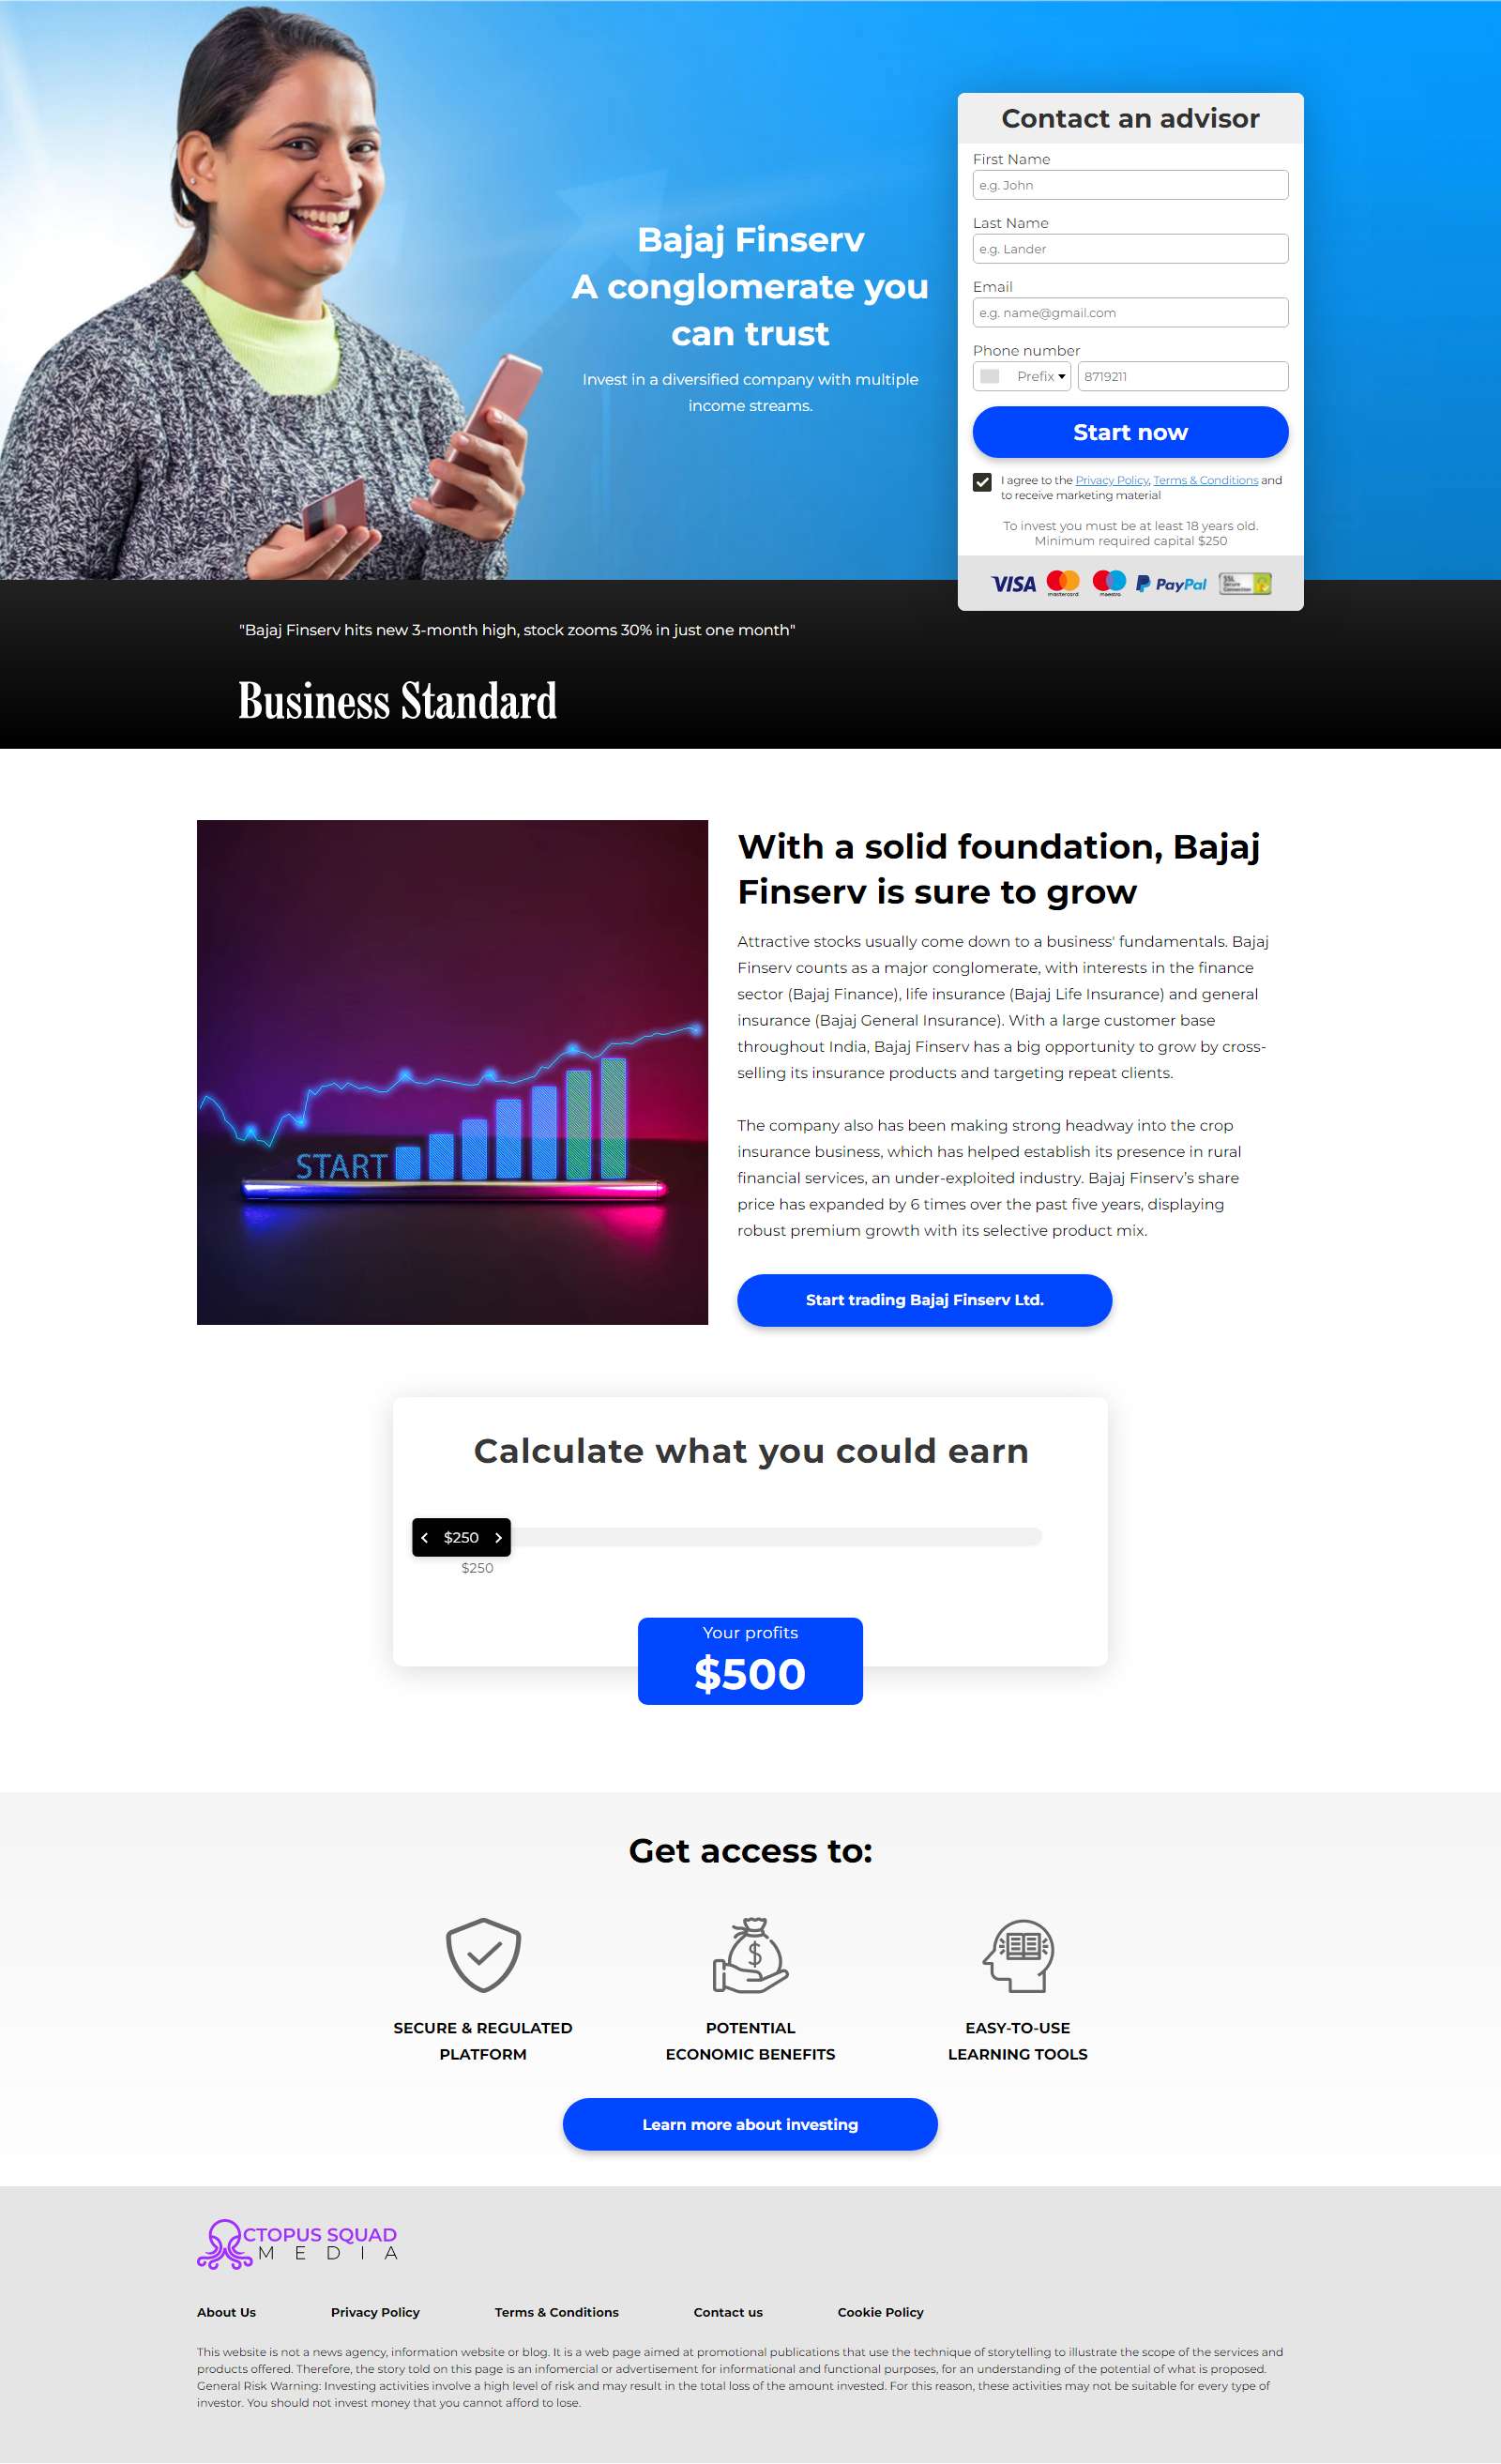 Bajaj Finserv
A conglomerate you
can trust
Invest in a diversified company with multiple
income streams.
Contact an advisor
First Name
e.g. John
Last Name
e.g. Lander
Email
e.g. name@gmail.com
Phone number
Prefix
8719211
Start now
I agree to the Privacy Policy, Terms & Conditions and
to receive marketing material
To invest you must be at least 18 years old.
Minimum required capital $250
VISA
mastercard
maestro
PayPal
SSL
Secure
Connection
"Bajaj Finserv hits new 3-month high, stock zooms 30% in just one month"
Business Standard
START
With a solid foundation, Bajaj
Finserv is sure to grow
Attractive stocks usually come down to a business' fundamentals. Bajaj
Finserv counts as a major conglomerate, with interests in the finance
sector (Bajaj Finance), life insurance (Bajaj Life Insurance) and general
insurance (Bajaj General Insurance). With a large customer base
throughout India, Bajaj Finserv has a big opportunity to grow by cross-
selling its insurance products and targeting repeat clients.
The company also has been making strong headway into the crop
insurance business, which has helped establish its presence in rural
financial services, an under-exploited industry. Bajaj Finserv’s share
price has expanded by 6 times over the past five years, displaying
robust premium growth with its selective product mix.
Start trading Bajaj Finserv Ltd.
Calculate what you could earn
$250
$250
Your profits
$500
Get access to:
SECURE & REGULATED
PLATFORM
POTENTIAL
ECONOMIC BENEFITS
EASY-TO-USE
LEARNING TOOLS
Learn more about investing
CTOPUS SQUAD
MEDIA
About Us
Privacy Policy
Terms & Conditions
Contact us
Cookie Policy
This website is not a news agency, information website or blog. It is a web page aimed at promotional publications that use the technique of storytelling to illustrate the scope of the services and
products offered. Therefore, the story told on this page is an infomercial or advertisement for informational and functional purposes, for an understanding of the potential of what is proposed.
General Risk Warning: Investing activities involve a high level of risk and may result in the total loss of the amount invested. For this reason, these activities may not be suitable for every type of
investor. You should not invest money that you cannot afford to lose.